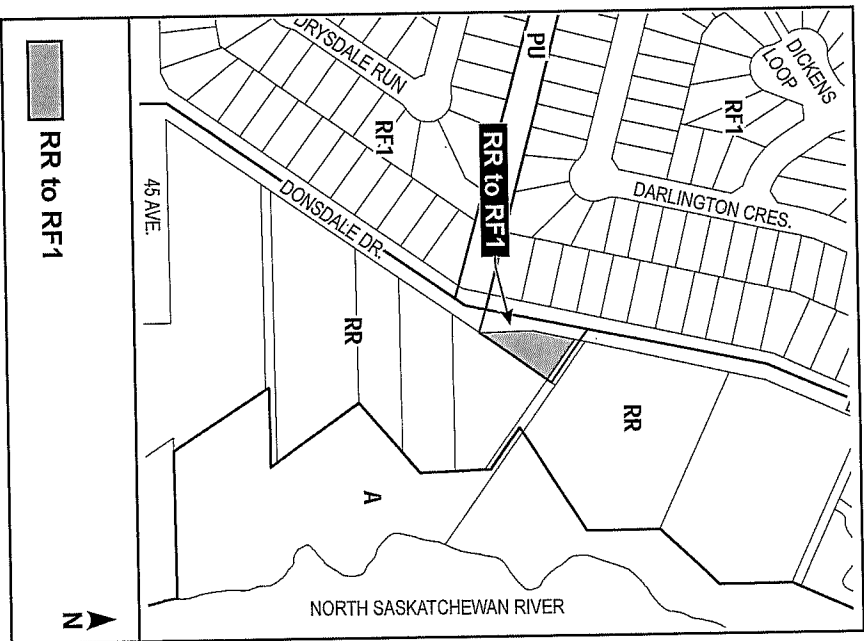 DICKENS
LOOP
DRYSDALE RUN
PU
RF1
RF1
RR to RF1
DARLINGTON CRES.
DONSDALE DR.
45 AVE.
RR
RR
A
NORTH SASKATCHEWAN RIVER
RR to RF1
N